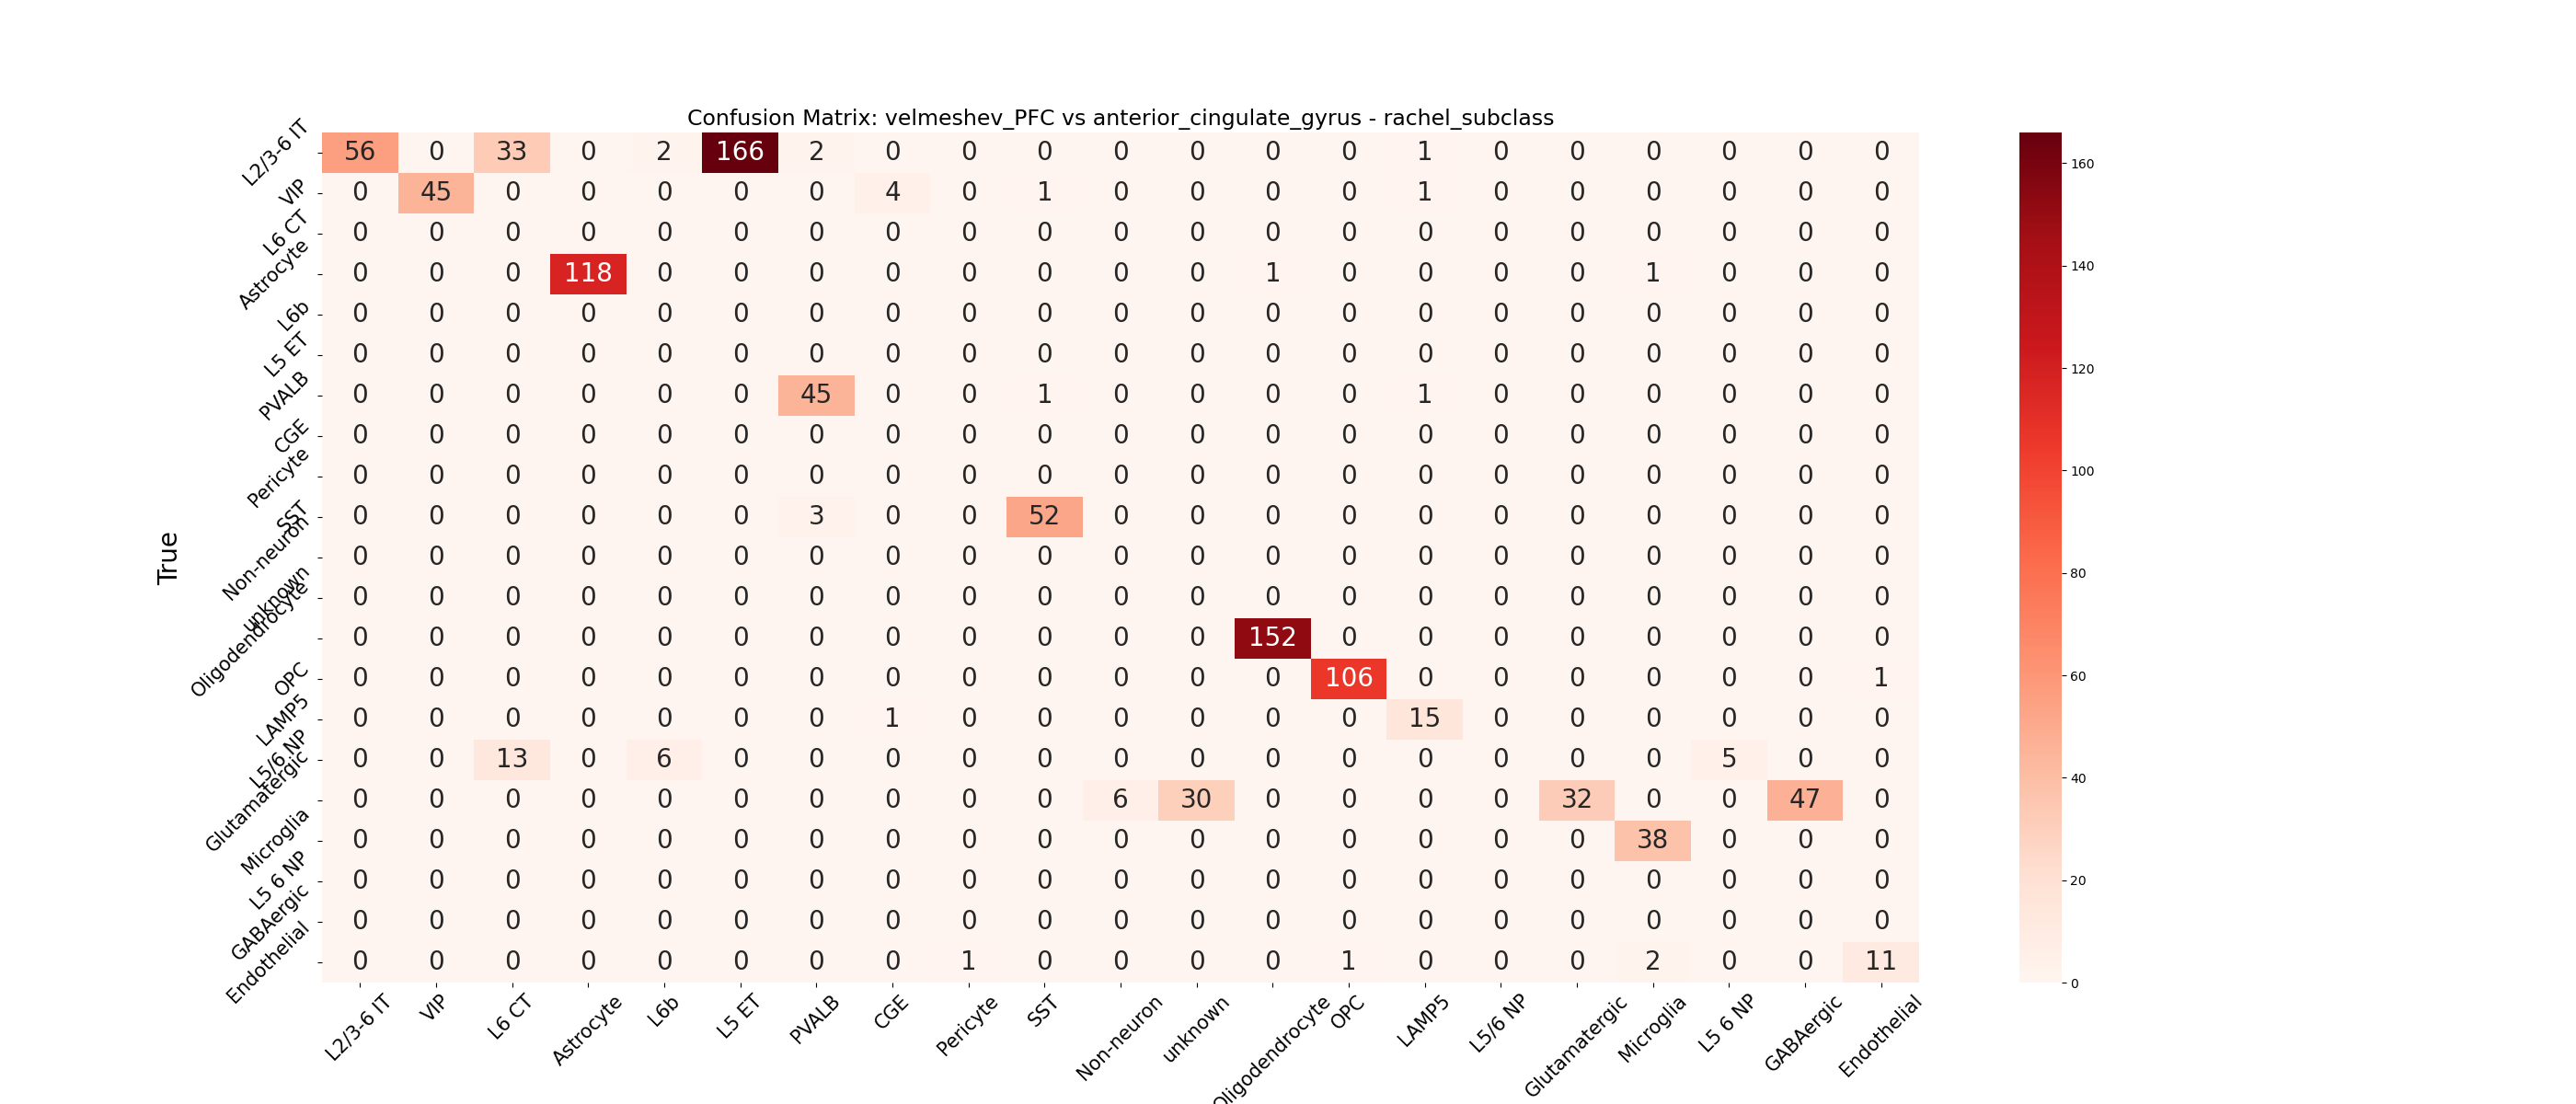 Confusion Matrix: velmeshev_PFC vs anterior_cingulate_gyrus - rachel_subclass
True
L2/3-6 IT 56 0 33 0 2 166 2 0 0 0 0 0 0 0 1 0 0 0 0 0 0
VIP 0 45 0 0 0 0 0 4 0 1 0 0 0 0 1 0 0 0 0 0 0
L6 CT 0 0 0 0 0 0 0 0 0 0 0 0 0 0 0 0 0 0 0 0 0
Astrocyte 0 0 0 118 0 0 0 0 0 0 0 0 1 0 0 0 0 1 0 0 0
L6b 0 0 0 0 0 0 0 0 0 0 0 0 0 0 0 0 0 0 0 0 0
L5 ET 0 0 0 0 0 0 0 0 0 0 0 0 0 0 0 0 0 0 0 0 0
PVALB 0 0 0 0 0 0 45 0 0 1 0 0 0 0 1 0 0 0 0 0 0
CGE 0 0 0 0 0 0 0 0 0 0 0 0 0 0 0 0 0 0 0 0 0
Pericyte 0 0 0 0 0 0 0 0 0 0 0 0 0 0 0 0 0 0 0 0 0
SST 0 0 0 0 0 0 3 0 0 52 0 0 0 0 0 0 0 0 0 0 0
Non-neuron 0 0 0 0 0 0 0 0 0 0 0 0 0 0 0 0 0 0 0 0 0
unknown 0 0 0 0 0 0 0 0 0 0 0 0 0 0 0 0 0 0 0 0 0
Oligodendrocyte 0 0 0 0 0 0 0 0 0 0 0 0 152 0 0 0 0 0 0 0 0
OPC 0 0 0 0 0 0 0 0 0 0 0 0 0 106 0 0 0 0 0 0 1
LAMP5 0 0 0 0 0 0 0 1 0 0 0 0 0 0 15 0 0 0 0 0 0
L5/6 NP 0 0 13 0 6 0 0 0 0 0 0 0 0 0 0 0 0 0 5 0 0
Glutamatergic 0 0 0 0 0 0 0 0 0 0 6 30 0 0 0 0 32 0 0 47 0
Microglia 0 0 0 0 0 0 0 0 0 0 0 0 0 0 0 0 0 38 0 0 0
L5 6 NP 0 0 0 0 0 0 0 0 0 0 0 0 0 0 0 0 0 0 0 0 0
GABAergic 0 0 0 0 0 0 0 0 0 0 0 0 0 0 0 0 0 0 0 0 0
Endothelial 0 0 0 0 0 0 0 0 1 0 0 0 0 1 0 0 0 2 0 0 11
L2/3-6 IT VIP L6 CT Astrocyte L6b L5 ET PVALB CGE Pericyte SST Non-neuron unknown Oligodendrocyte OPC LAMP5 L5/6 NP Glutamatergic Microglia L5 6 NP GABAergic Endothelial
160
140
120
100
80
60
40
20
0